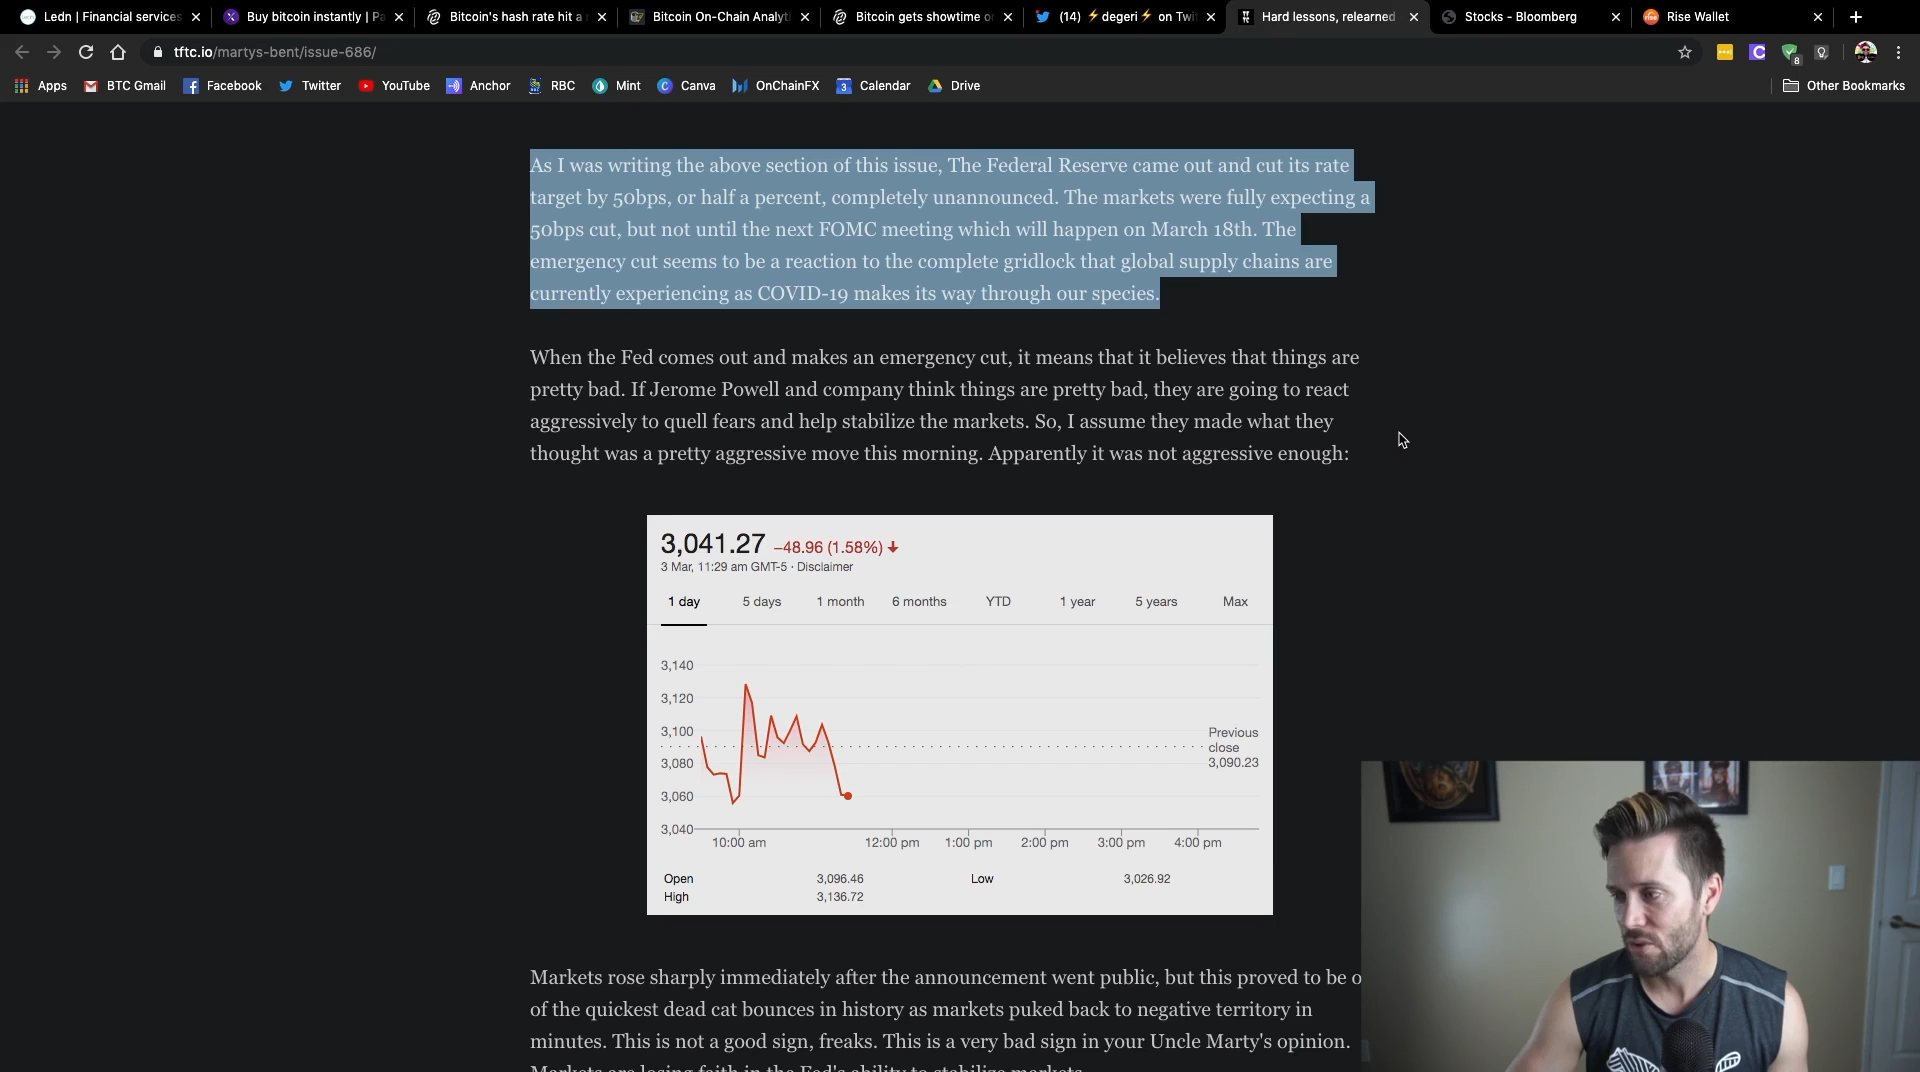 Ledn | Financial services
Buy bitcoin instantly | Pa
Bitcoin's hash rate hit a
Bitcoin On-Chain Analyti
Bitcoin gets showtime or
(14) ⚡degeri⚡ on Twi
Hard lessons, relearned
Stocks - Bloomberg
Rise Wallet
tftc.io/martys-bent/issue-686/
8
Apps
BTC Gmail
Facebook
Twitter
YouTube
Anchor
RBC
Mint
Canva
OnChainFX
3
Calendar
Drive
Other Bookmarks
As I was writing the above section of this issue, The Federal Reserve came out and cut its rate
target by 50bps, or half a percent, completely unannounced. The markets were fully expecting a
50bps cut, but not until the next FOMC meeting which will happen on March 18th. The
emergency cut seems to be a reaction to the complete gridlock that global supply chains are
currently experiencing as COVID-19 makes its way through our species.
When the Fed comes out and makes an emergency cut, it means that it believes that things are
pretty bad. If Jerome Powell and company think things are pretty bad, they are going to react
aggressively to quell fears and help stabilize the markets. So, I assume they made what they
thought was a pretty aggressive move this morning. Apparently it was not aggressive enough:
3,041.27 −48.96 (1.58%)
3 Mar, 11:29 am GMT-5 · Disclaimer
1 day 5 days 1 month 6 months YTD 1 year 5 years Max
3,140
3,120
3,100
3,080
3,060
3,040
Previous
close
3,090.23
10:00 am 12:00 pm 1:00 pm 2:00 pm 3:00 pm 4:00 pm
Open 3,096.46 Low 3,026.92
High 3,136.72
Markets rose sharply immediately after the announcement went public, but this proved to be o
of the quickest dead cat bounces in history as markets puked back to negative territory in
minutes. This is not a good sign, freaks. This is a very bad sign in your Uncle Marty's opinion.
Markets are losing faith in the Fed's ability to stabilize markets.